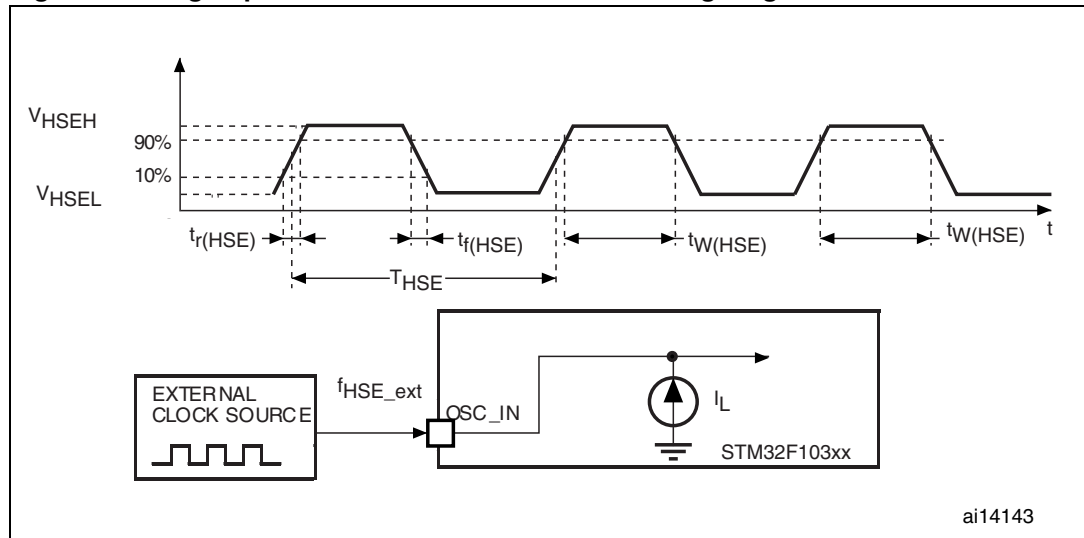 VHSEH
90%
10%
VHSEL
tr(HSE)
tf(HSE)
tW(HSE)
tW(HSE)
t
THSE
EXTERNAL
CLOCK SOURCE
fHSE_ext
OSC_IN
IL
STM32F103xx
ai14143